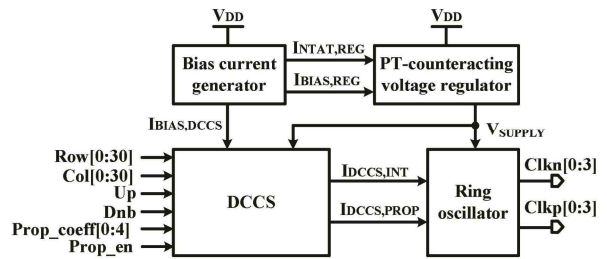 VDD
VDD
Bias current
generator
INTAT,REG
IBIAS,REG
PT-counteracting
voltage regulator
IBIAS,DCCS
VSUPPLY
Row[0:30]
Col[0:30]
Up
Dnb
Prop_coeff[0:4]
Prop_en
DCCS
IDCCS,INT
IDCCS,PROP
Ring
oscillator
Clkn[0:3]
Clkp[0:3]